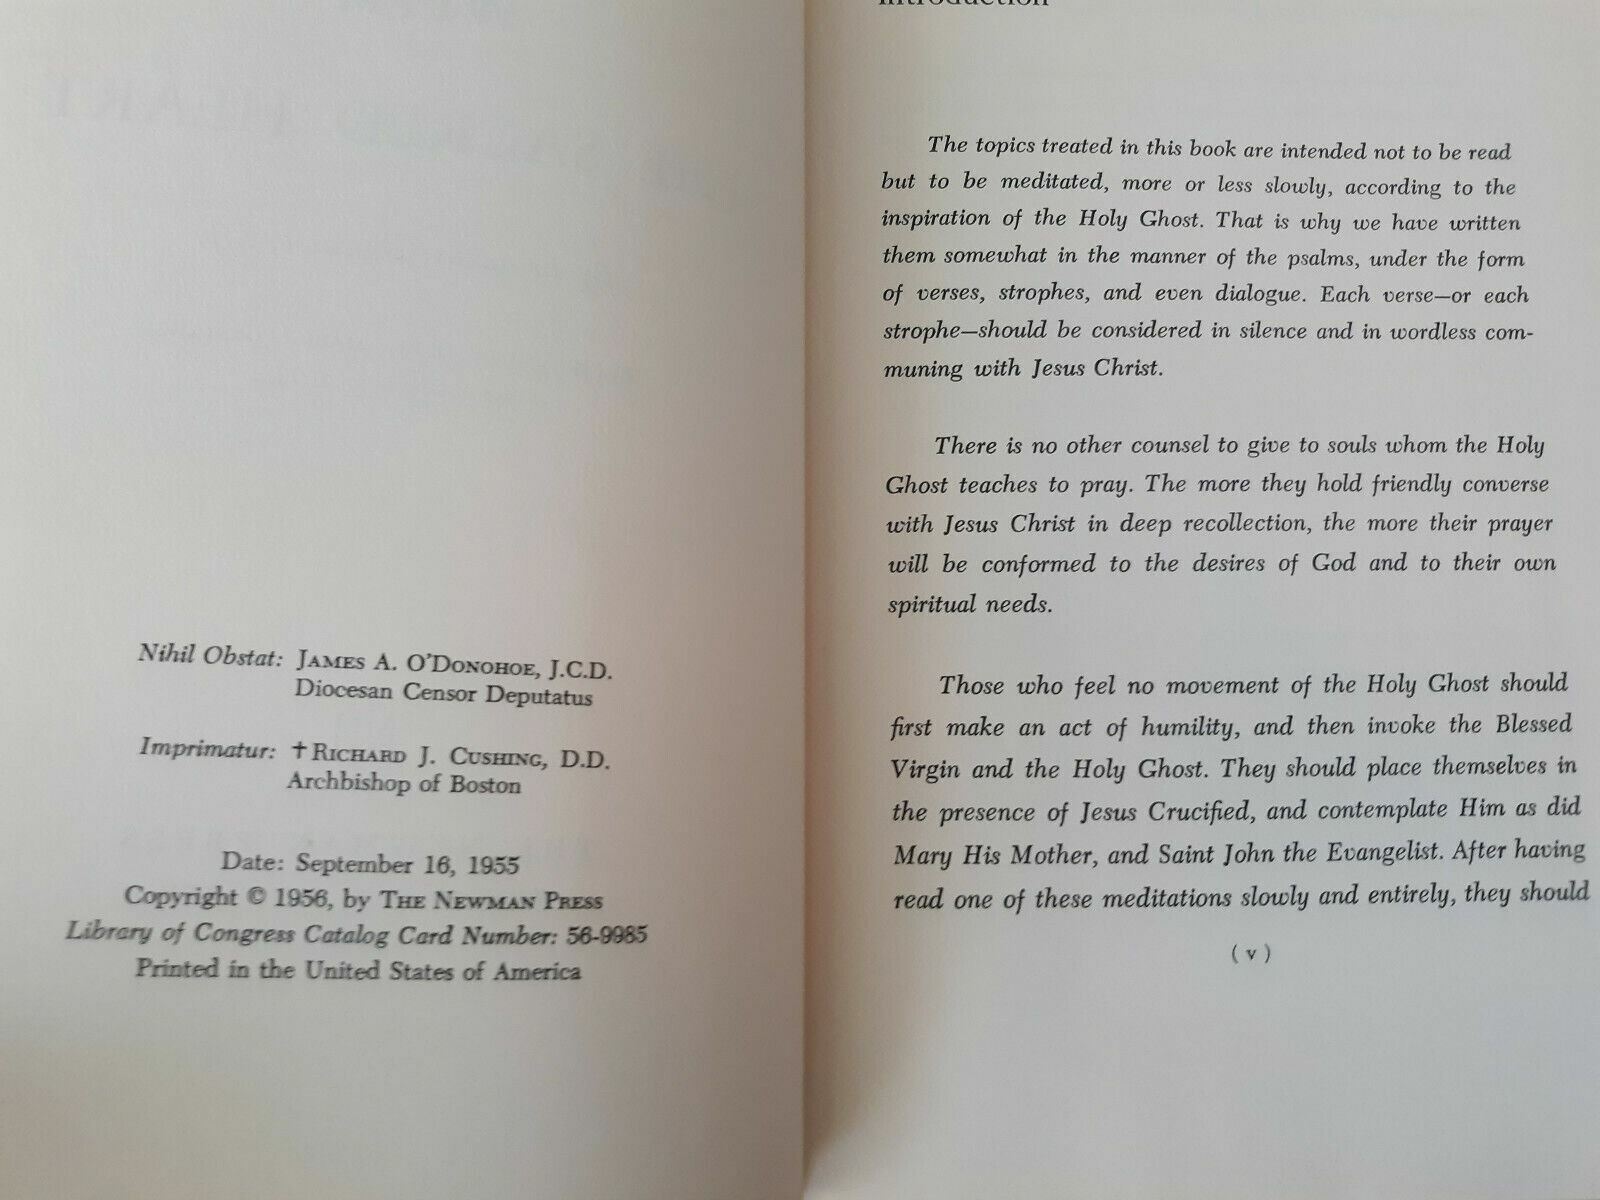 Nihil Obstat: JAMES A. O'DONOHOE, J.C.D.
Diocesan Censor Deputatus
Imprimatur: ✝RICHARD J. CUSHING, D.D.
Archbishop of Boston
Date: September 16, 1955
Copyright © 1956, by THE NEWMAN PRESS
Library of Congress Catalog Card Number: 56-9985
Printed in the United States of America
Introduction
The topics treated in this book are intended not to be read
but to be meditated, more or less slowly, according to the
inspiration of the Holy Ghost. That is why we have written
them somewhat in the manner of the psalms, under the form
of verses, strophes, and even dialogue. Each verse—or each
strophe—should be considered in silence and in wordless com-
muning with Jesus Christ.
There is no other counsel to give to souls whom the Holy
Ghost teaches to pray. The more they hold friendly converse
with Jesus Christ in deep recollection, the more their prayer
will be conformed to the desires of God and to their own
spiritual needs.
Those who feel no movement of the Holy Ghost should
first make an act of humility, and then invoke the Blessed
Virgin and the Holy Ghost. They should place themselves in
the presence of Jesus Crucified, and contemplate Him as did
Mary His Mother, and Saint John the Evangelist. After having
read one of these meditations slowly and entirely, they should
( v )